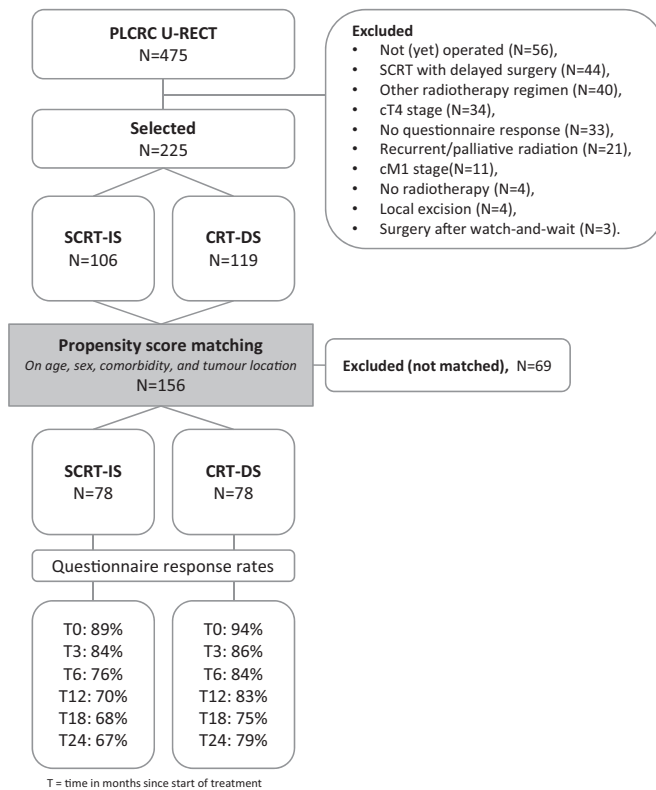 PLCRC U-RECT
N=475
Excluded
• Not (yet) operated (N=56),
• SCRT with delayed surgery (N=44)
• Other radiotherapy regimen (N=40),
• cT4 stage (N=34),
• No questionnaire response (N=33)
• Recurrent/palliative radiation (N=21),
• cM1 stage(N=11),
• No radiotherapy (N=4),
• Local excision (N=4),
• Surgery after watch-and-wait (N=3).
Selected
N=225
SCRT-IS
N=106
CRT-DS
N=119
Propensity score matching
On age, sex, comorbidity, and tumour location
N=156
Excluded (not matched), N=69
SCRT-IS
N=78
CRT-DS
N=78
Questionnaire response rates
T0: 89%
T3: 84%
T6: 76%
T12: 70%
T18: 68%
T24: 67%
T0: 94%
T3: 86%
T6: 84%
T12: 83%
T18: 75%
T24: 79%
T = time in months since start of treatment